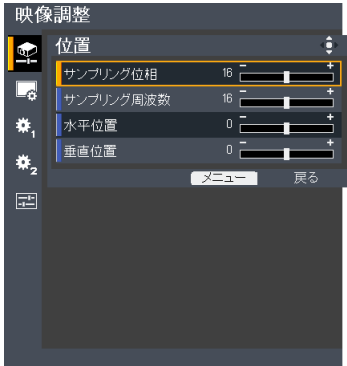 映像調整
位置
サンプリング位相 16 - +
サンプリング周波数 16 - +
水平位置 0 - +
垂直位置 0 - +
メニュー 戻る
1
2